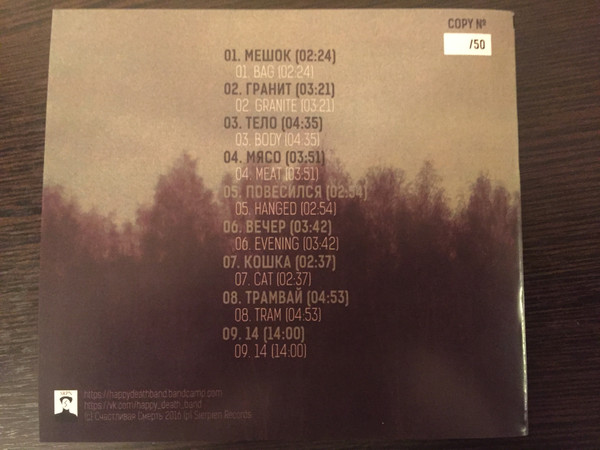 COPY №
/50
01. МЕШОК (02:24)
01. BAG (02:24)
02. ГРАНИТ (03:21)
02. GRANITE (03:21)
03. ТЕЛО (04:35)
03. BODY (04:35)
04. МЯСО (03:51)
04. MEAT (03:51)
05. ПОВЕСИЛСЯ (02:54)
05. HANGED (02:54)
06. ВЕЧЕР (03:42)
06. EVENING (03:42)
07. КОШКА (02:37)
07. CAT (02:37)
08. ТРАМВАЙ (04:53)
08. TRAM (04:53)
09. 14 (14:00)
09. 14 (14:00)
https://happydeathband.bandcamp.com
https://vk.com/happy_death_band
(c) Счастливая Смерть 2016 (p) Records